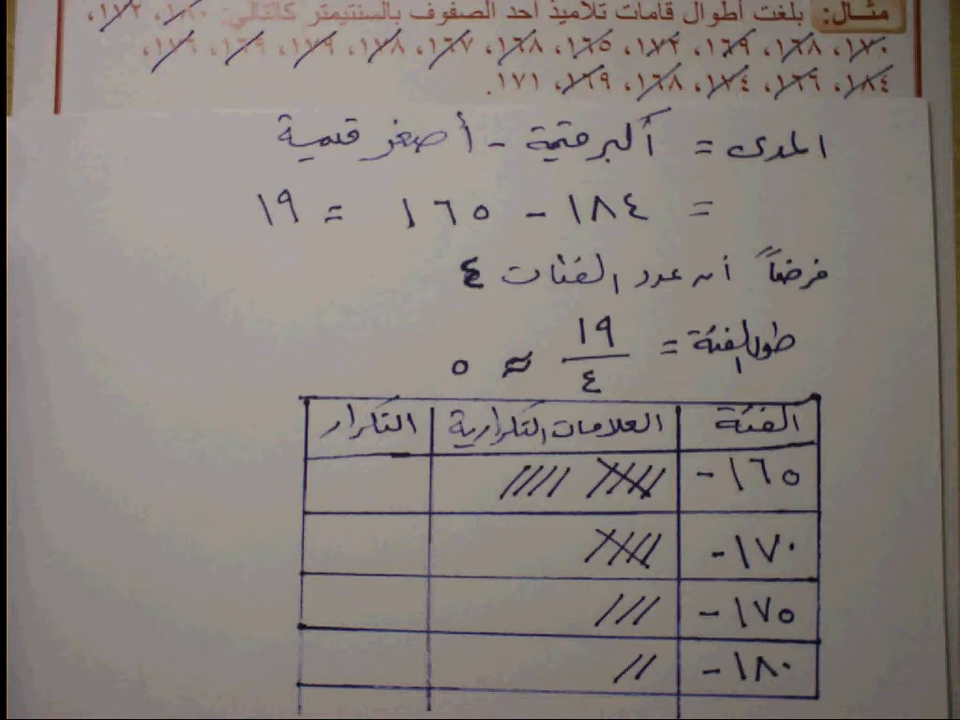 مثال: بلغت أطوال قامات تلاميذ أحد الصفوف بالسنتيمتر كالتالي: ١٨٠، ١٧٢،
١٧٠، ١٦٨، ١٦٩، ١٧٢، ١٦٥، ١٦٨، ١٦٧، ١٧٨، ١٧٩، ١٦٩، ١٧٦،
١٨٤، ١٦٩، ١٧٤، ١٦٨، ١٦٩، ١٧١.
المدى = أكبر قيمة - أصغر قيمة
= ١٨٤ - ١٦٥ = ١٩
فرضاً أن عدد الفئات ٤
طول الفئة = ١٩/٤ ≈ ٥
الفئة العلامات التكرارية التكرار
١٦٥-
١٧٠-
١٧٥-
١٨٠-